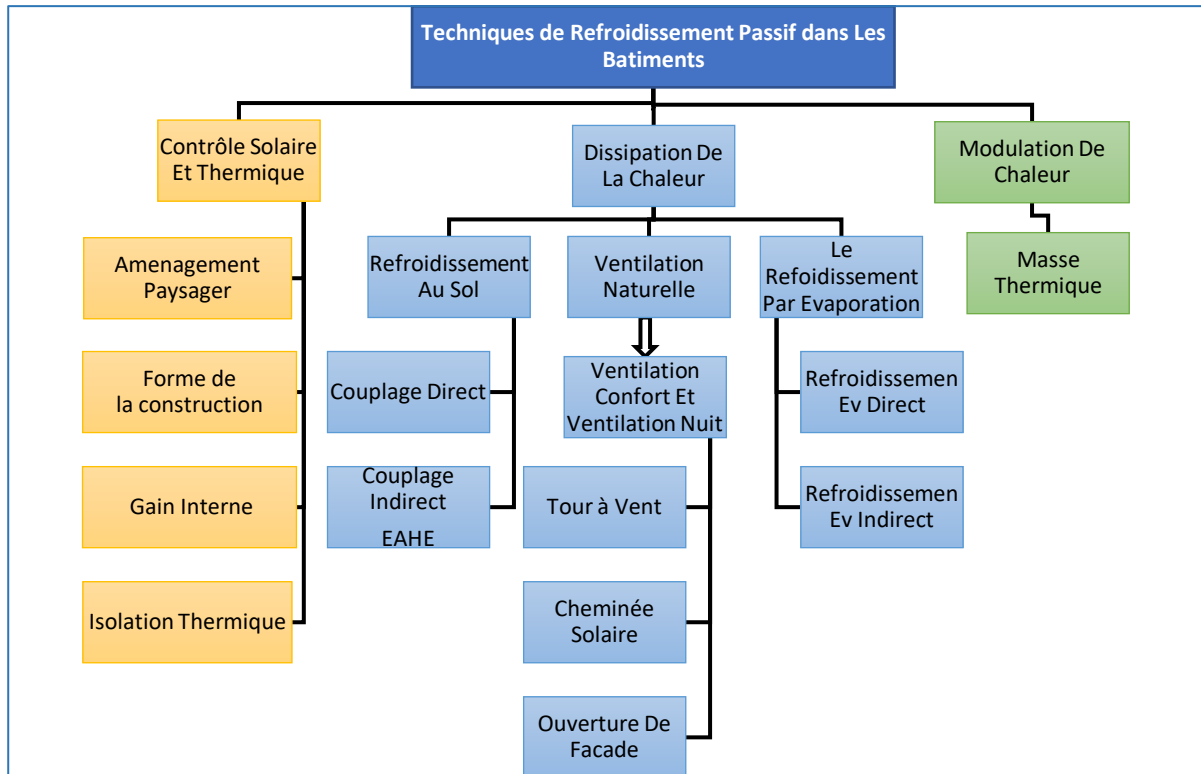 Techniques de Refroidissement Passif dans Les
Batiments
Contrôle Solaire
Et Thermique
Dissipation De
La Chaleur
Modulation De
Chaleur
Amenagement
Paysager
Forme de
la construction
Gain Interne
Isolation Thermique
Refroidissement
Au Sol
Couplage Direct
Couplage
Indirect
EAHE
Ventilation
Naturelle
Ventilation
Confort Et
Ventilation Nuit
Tour à Vent
Cheminée
Solaire
Ouverture De
Facade
Le
Refoidissement
Par Evaporation
Refroidissemen
Ev Direct
Refroidissemen
Ev Indirect
Masse
Thermique